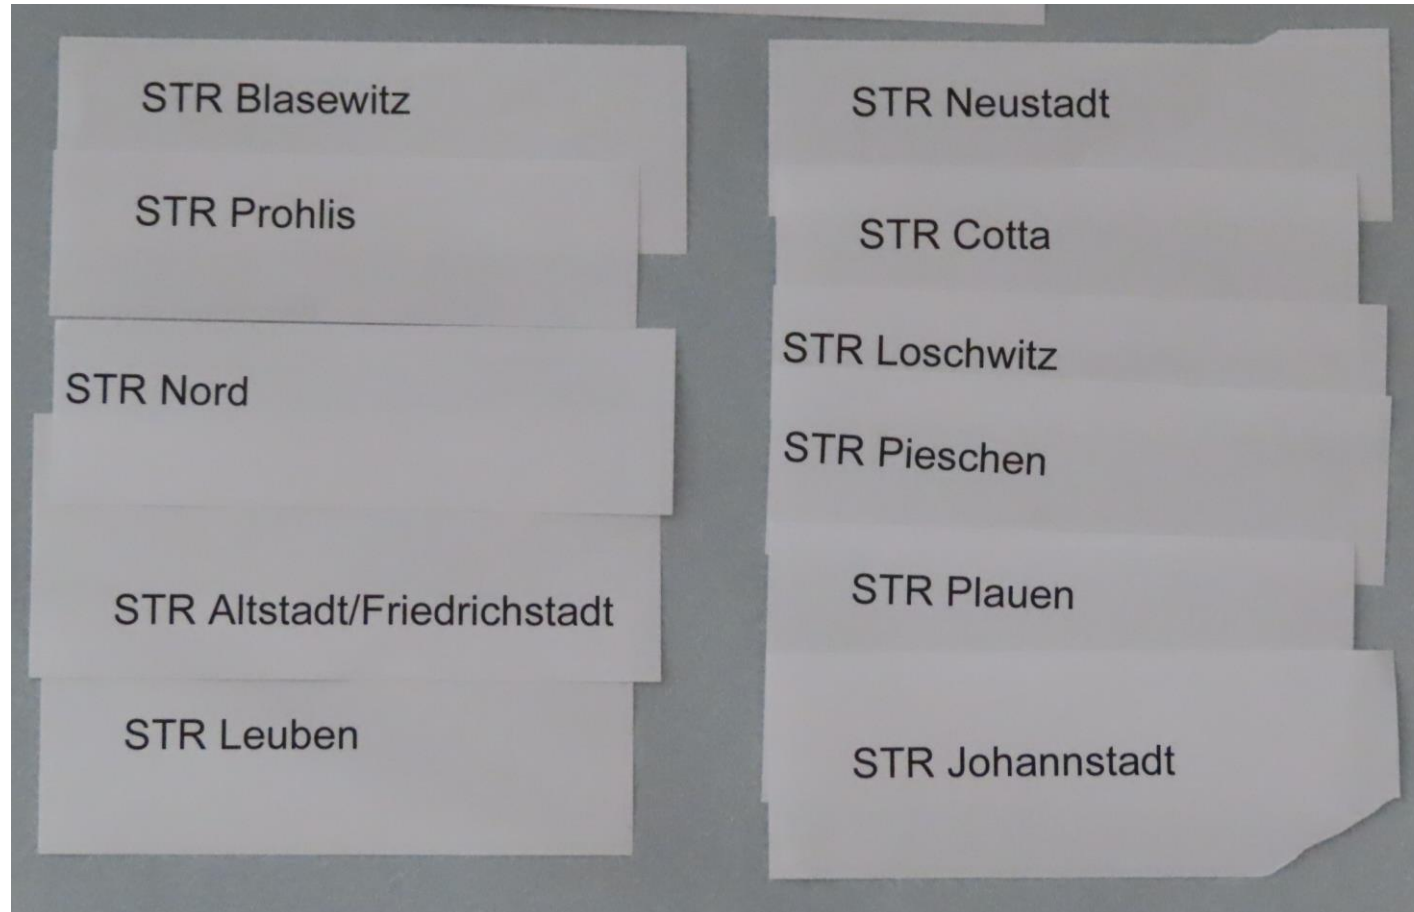 STR Blasewitz
STR Prohlis
STR Nord
STR Altstadt/Friedrichstadt
STR Leuben
STR Neustadt
STR Cotta
STR Loschwitz
STR Pieschen
STR Plauen
STR Johannstadt